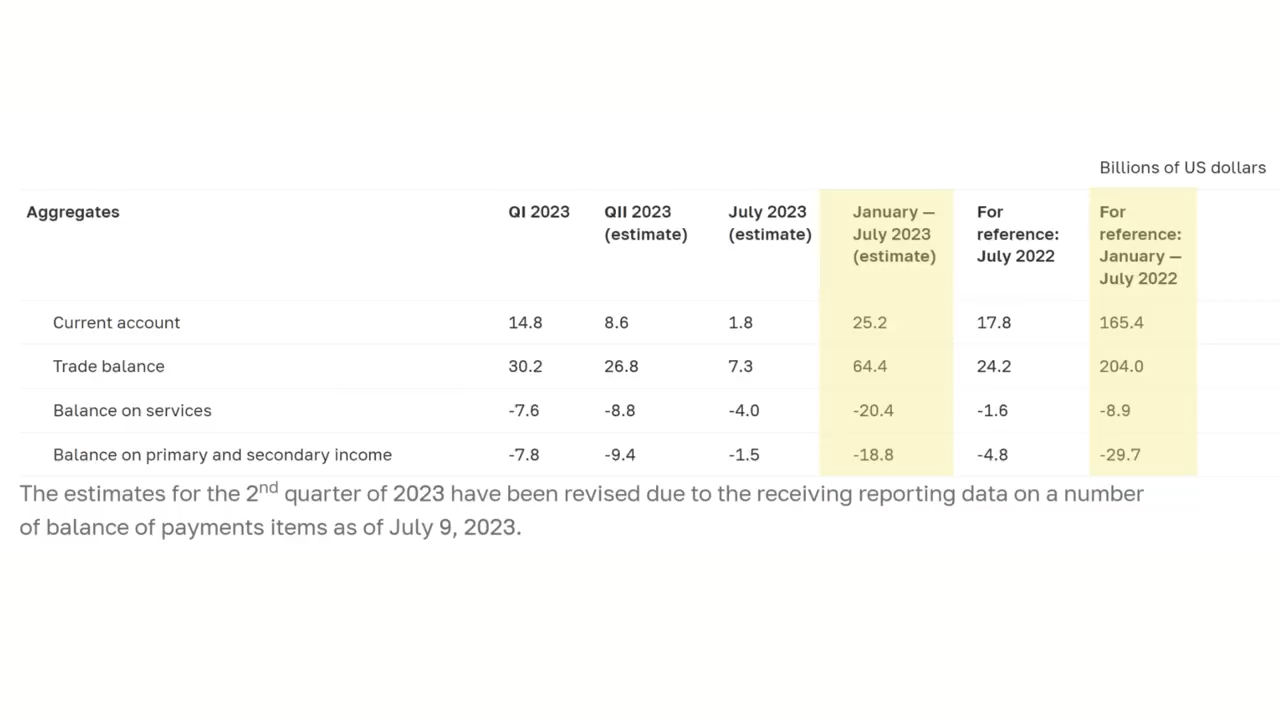 Billions of US dollars
Aggregates QI 2023 QII 2023 (estimate) July 2023 (estimate) January — July 2023 (estimate) For reference: July 2022 For reference: January — July 2022
Current account 14.8 8.6 1.8 25.2 17.8 165.4
Trade balance 30.2 26.8 7.3 64.4 24.2 204.0
Balance on services -7.6 -8.8 -4.0 -20.4 -1.6 -8.9
Balance on primary and secondary income -7.8 -9.4 -1.5 -18.8 -4.8 -29.7
The estimates for the 2nd quarter of 2023 have been revised due to the receiving reporting data on a number
of balance of payments items as of July 9, 2023.